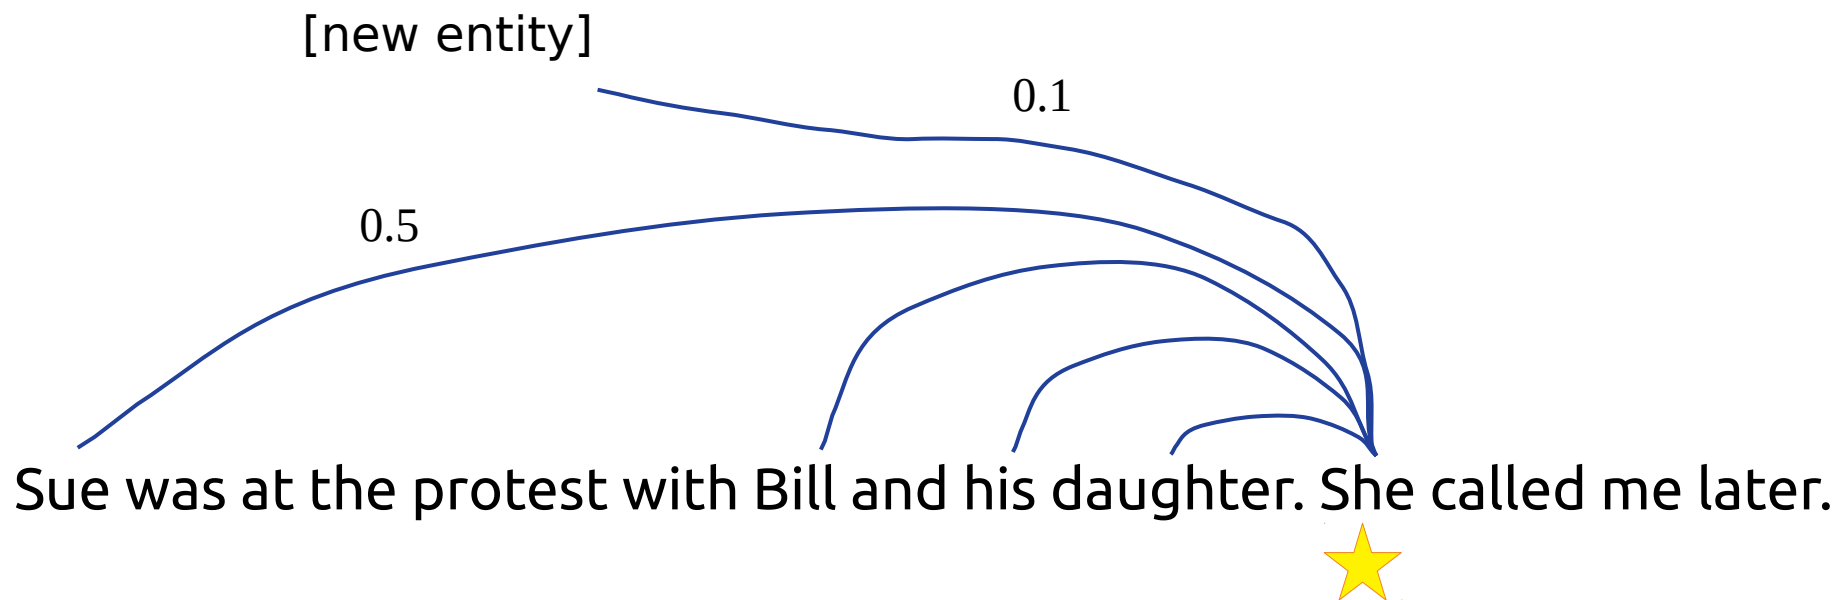 [new entity]
0.1
0.5
Sue was at the protest with Bill and his daughter. She called me later.